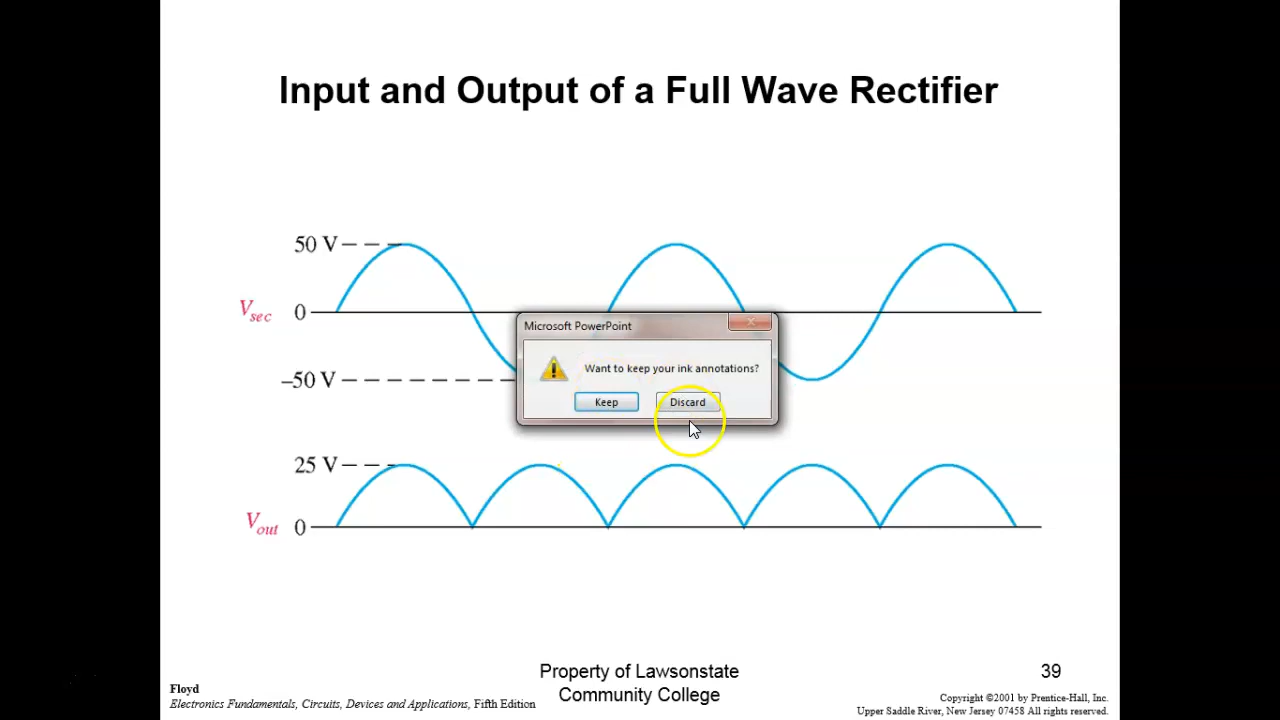 Input and Output of a Full Wave Rectifier
50 V
Vsec 0
–50 V
Microsoft PowerPoint
Want to keep your ink annotations?
Keep Discard
25 V
Vout 0
Property of Lawsonstate
Community College
39
Floyd
Electronics Fundamentals, Circuits, Devices and Applications, Fifth Edition
Copyright ©2001 by Prentice-Hall, Inc.
Upper Saddle River, New Jersey 07458 All rights reserved.